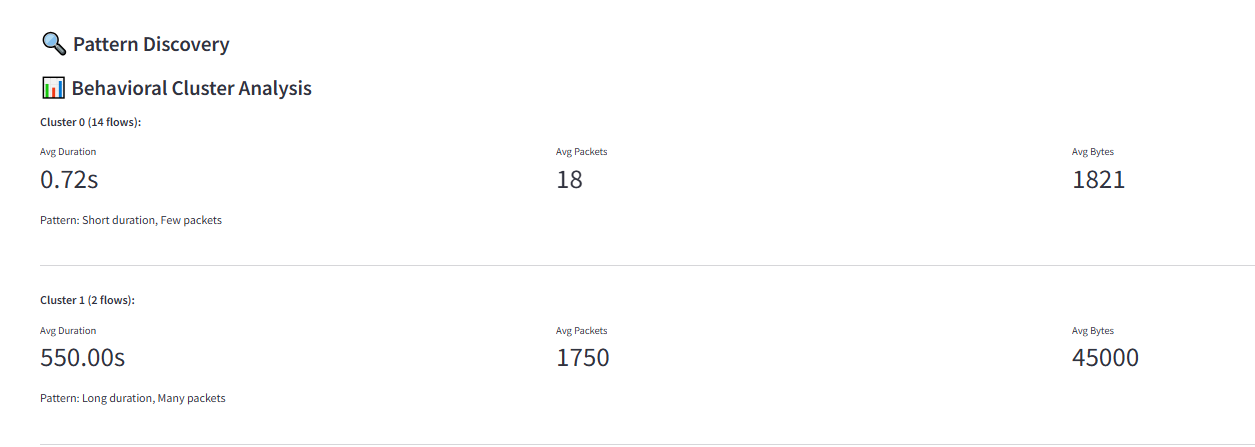 Pattern Discovery
Behavioral Cluster Analysis
Cluster 0 (14 flows):
Avg Duration Avg Packets Avg Bytes
0.72s 18 1821
Pattern: Short duration, Few packets
Cluster 1 (2 flows):
Avg Duration Avg Packets Avg Bytes
550.00s 1750 45000
Pattern: Long duration, Many packets